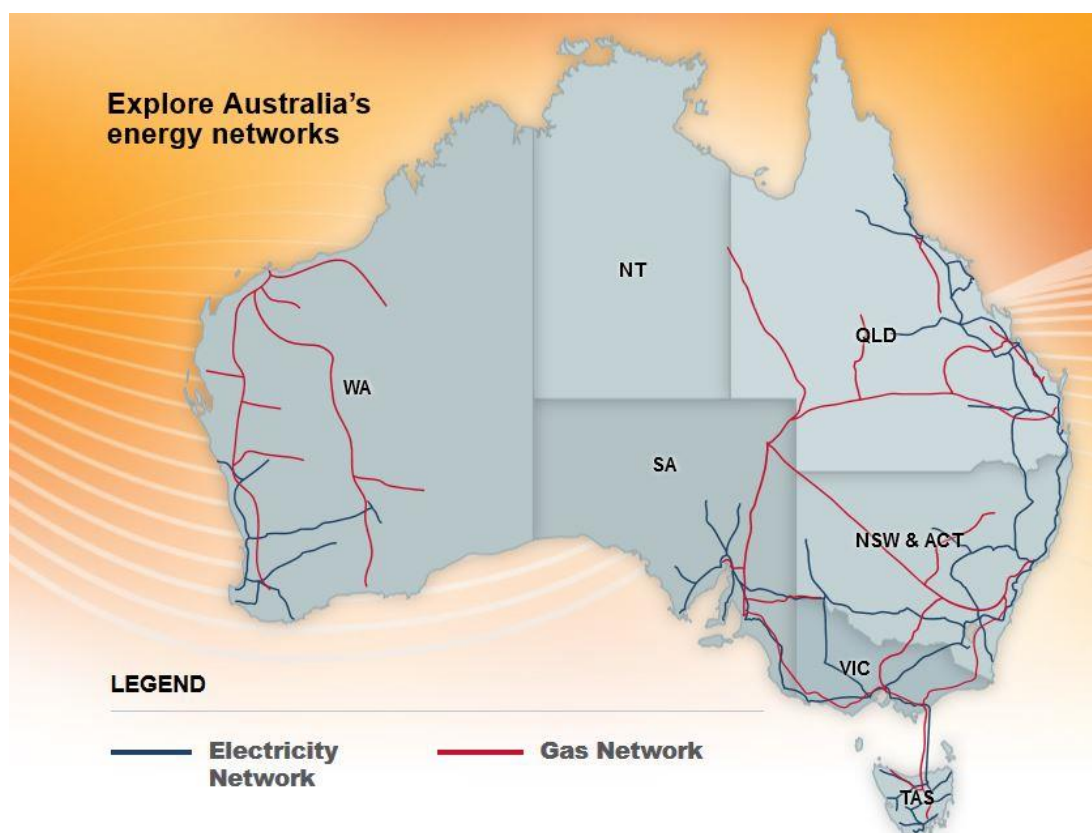 Explore Australia's
energy networks
NT
QLD
WA
SA
NSW & ACT
VIC
TAS
LEGEND
Electricity
Network
Gas Network